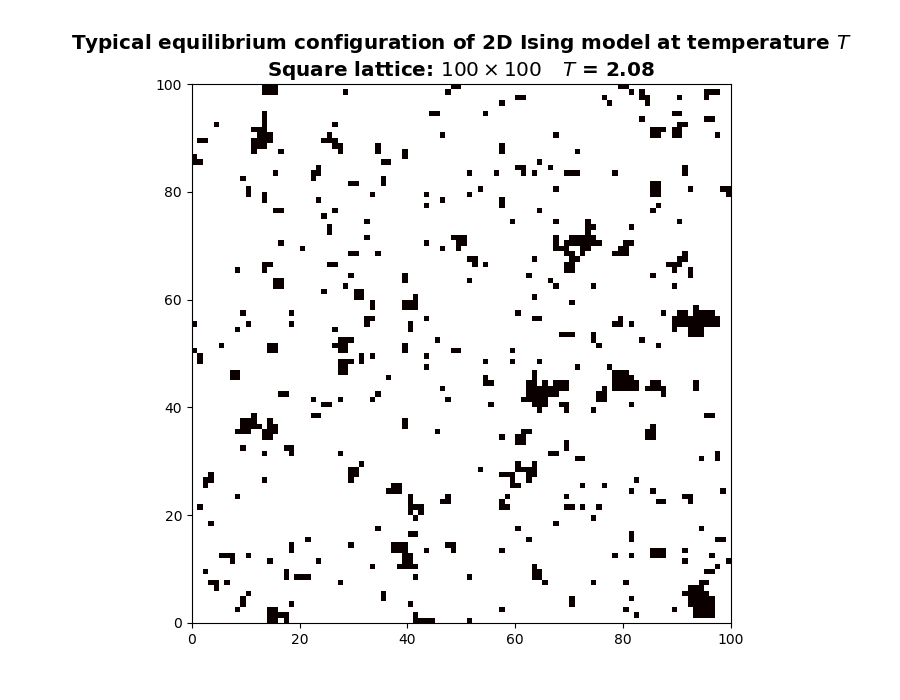 Typical equilibrium configuration of 2D Ising model at temperature T
Square lattice: 100 × 100 T = 2.08
100
80
60
40
20
0
0 20 40 60 80 100